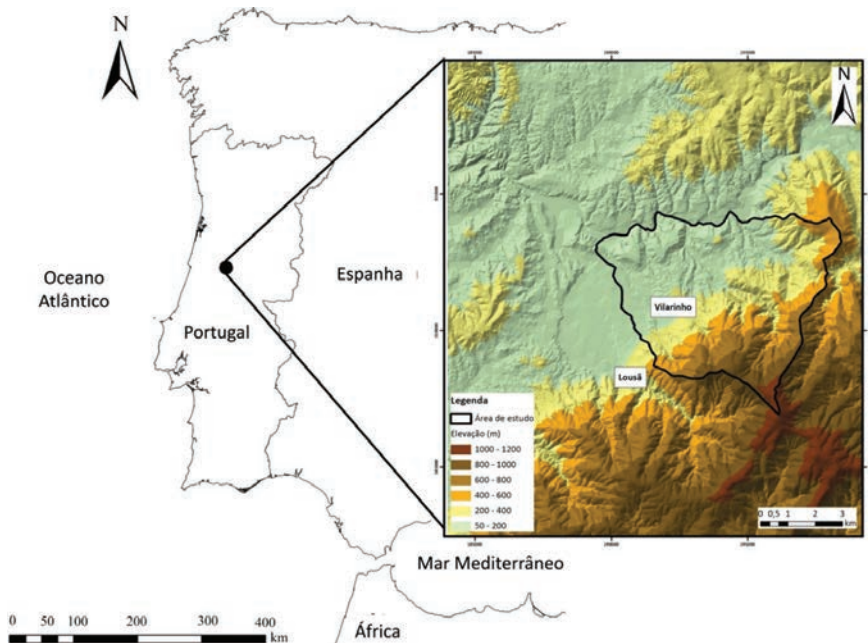 N
Oceano
Atlântico
Portugal
Espanha
Mar Mediterrâneo
África
0 50 100 200 300 400
km
N
Vilarinho
Lousã
Legenda
Área de estudo
Elevação (m)
1000 - 1200
800 - 1000
600 - 800
400 - 600
200 - 400
50 - 200
0 0,5 1 2 3
km